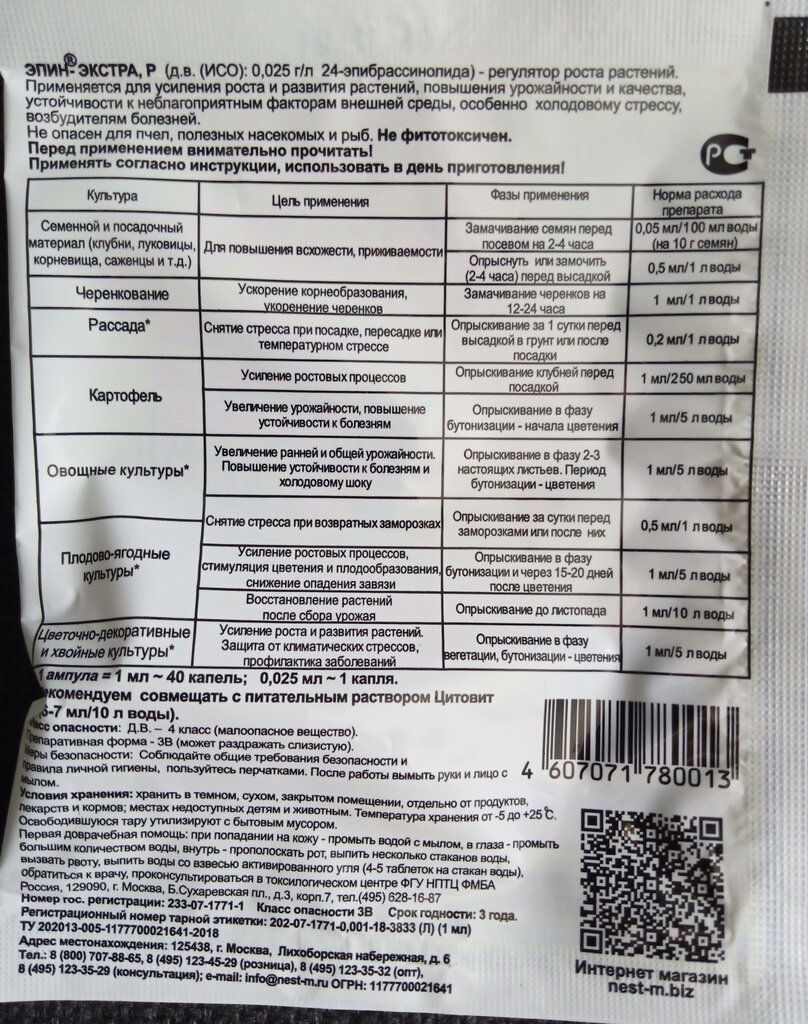 ЭПИН®-ЭКСТРА, Р (д.в. (ИСО): 0,025 г/л 24-эпибрассинолида) - регулятор роста растений.
Применяется для усиления роста и развития растений, повышения урожайности и качества,
устойчивости к неблагоприятным факторам внешней среды, особенно холодовому стрессу,
возбудителям болезней.
Не опасен для пчел, полезных насекомых и рыб. Не фитотоксичен.
Перед применением внимательно прочитать!
Применять согласно инструкции, использовать в день приготовления!
РСТ
Культура
Цель применения
Фазы применения
Норма расхода
препарата
Семенной и посадочный
материал (клубни, луковицы,
корневища, саженцы и т.д.)
Для повышения всхожести, приживаемости
Замачивание семян перед
посевом на 2-4 часа
0,05 мл/100 мл воды
(на 10 г семян)
Опрыснуть или замочить
(2-4 часа) перед высадкой
0,5 мл/1 л воды
Черенкование
Ускорение корнеобразования,
укоренение черенков
Замачивание черенков на
12-24 часа
1 мл/1 л воды
Рассада*
Снятие стресса при посадке, пересадке или
температурном стрессе
Опрыскивание за 1 сутки перед
высадкой в грунт или после
посадки
0,2 мл/1 л воды
Картофель
Усиление ростовых процессов
Опрыскивание клубней перед
посадкой
1 мл/250 мл воды
Увеличение урожайности, повышение
устойчивости к болезням
Опрыскивание в фазу
бутонизации - начала цветения
1 мл/5 л воды
Овощные культуры*
Увеличение ранней и общей урожайности.
Повышение устойчивости к болезням и
холодовому шоку
Опрыскивание в фазу 2-3
настоящих листьев. Период
бутонизации - цветения
1 мл/5 л воды
Снятие стресса при возвратных заморозках
Опрыскивание за сутки перед
заморозками или после них
0,5 мл/1 л воды
Плодово-ягодные
культуры*
Усиление ростовых процессов,
стимуляция цветения и плодообразования,
снижение опадения завязи
Опрыскивание в фазу
бутонизации и через 15-20 дней
после цветения
1 мл/5 л воды
Восстановление растений
после сбора урожая
Опрыскивание до листопада
1 мл/10 л воды
Цветочно-декоративные
и хвойные культуры*
Усиление роста и развития растений.
Защита от климатических стрессов,
профилактика заболеваний
Опрыскивание в фазу
вегетации, бутонизации - цветения
1 мл/5 л воды
1 ампула = 1 мл ~ 40 капель; 0,025 мл ~ 1 капля.
екомендуем совмещать с питательным раствором Цитовит
6-7 мл/10 л воды).
асс опасности: Д.В. – 4 класс (малоопасное вещество).
репаративная форма - 3В (может раздражать слизистую).
еры безопасности: Соблюдайте общие требования безопасности и
равила личной гигиены, пользуйтесь перчатками. После работы вымыть руки и лицо с
мылом.
Условия хранения: хранить в темном, сухом, закрытом помещении, отдельно от продуктов,
лекарств и кормов; местах недоступных детям и животным. Температура хранения от -5 до +25°С.
Освободившуюся тару утилизируют с бытовым мусором.
Первая доврачебная помощь: при попадании на кожу - промыть водой с мылом, в глаза - промыть
большим количеством воды, внутрь - прополоскать рот, выпить несколько стаканов воды,
вызвать рвоту, выпить воды со взвесью активированного угля (4-5 таблеток на стакан воды),
обратиться к врачу, проконсультироваться в токсилогическом центре ФГУ НПТЦ ФМБА
Россия, 129090, г. Москва, Б.Сухаревская пл., д.3, корп.7, тел.(495) 628-16-87
Номер гос. регистрации: 233-07-1771-1 Класс опасности 3В Срок годности: 3 года.
Регистрационный номер тарной этикетки: 202-07-1771-0,001-18-3833 (Л) (1 мл)
ТУ 202013-005-1177700021641-2018
Адрес местонахождения: 125438, г. Москва, Лихоборская набережная, д. 6
Тел.: 8 (800) 707-88-65, 8 (495) 123-45-29 (розница), 8 (495) 123-35-32 (опт),
8 (495) 123-35-29 (консультация); e-mail: info@nest-m.ru ОГРН: 1177700021641
4 607071 780013
Интернет магазин
nest-m.biz